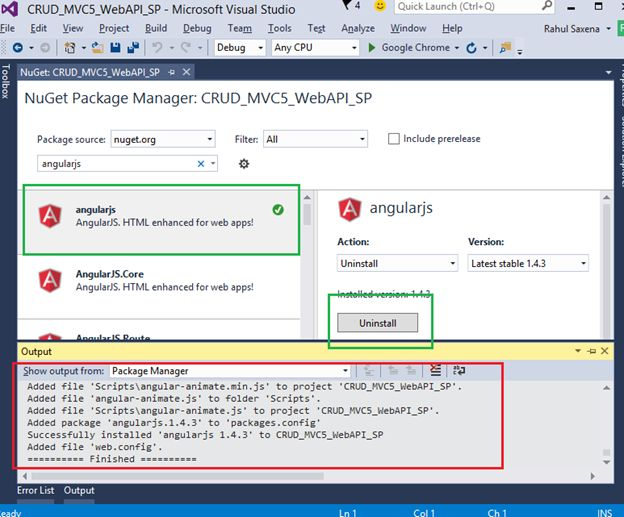 CRUD_MVC5_WebAPI_SP - Microsoft Visual Studio
4
Quick Launch (Ctrl+Q)
File Edit View Project Build Debug Team Tools Test Analyze Window Help
Rahul Saxena
Debug Any CPU Google Chrome
Toolbox
NuGet: CRUD_MVC5_WebAPI_SP
Solution Explorer
NuGet Package Manager: CRUD_MVC5_WebAPI_SP
Package source: nuget.org Filter: All Include prerelease
angularjs
angularjs
AngularJS. HTML enhanced for web apps!
AngularJS.Core
AngularJS. HTML enhanced for web apps!
AngularJS.Route
angularjs
Action: Version:
Uninstall Latest stable 1.4.3
Installed version: 1.4.3
Uninstall
Output
Show output from: Package Manager
Added file 'Scripts\angular-animate.min.js' to project 'CRUD_MVC5_WebAPI_SP'.
Added file 'angular-animate.js' to folder 'Scripts'.
Added file 'Scripts\angular-animate.js' to project 'CRUD_MVC5_WebAPI_SP'.
Added package 'angularjs.1.4.3' to 'packages.config'
Successfully installed 'angularjs 1.4.3' to CRUD_MVC5_WebAPI_SP
Added file 'web.config'.
========== Finished ==========
Error List Output
Ln 1 Col 1 Ch 1 INS